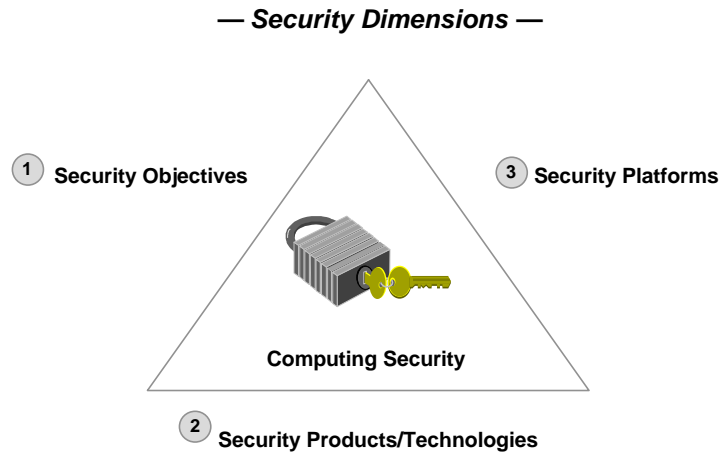 — Security Dimensions —
1 Security Objectives
3 Security Platforms
Computing Security
2 Security Products/Technologies